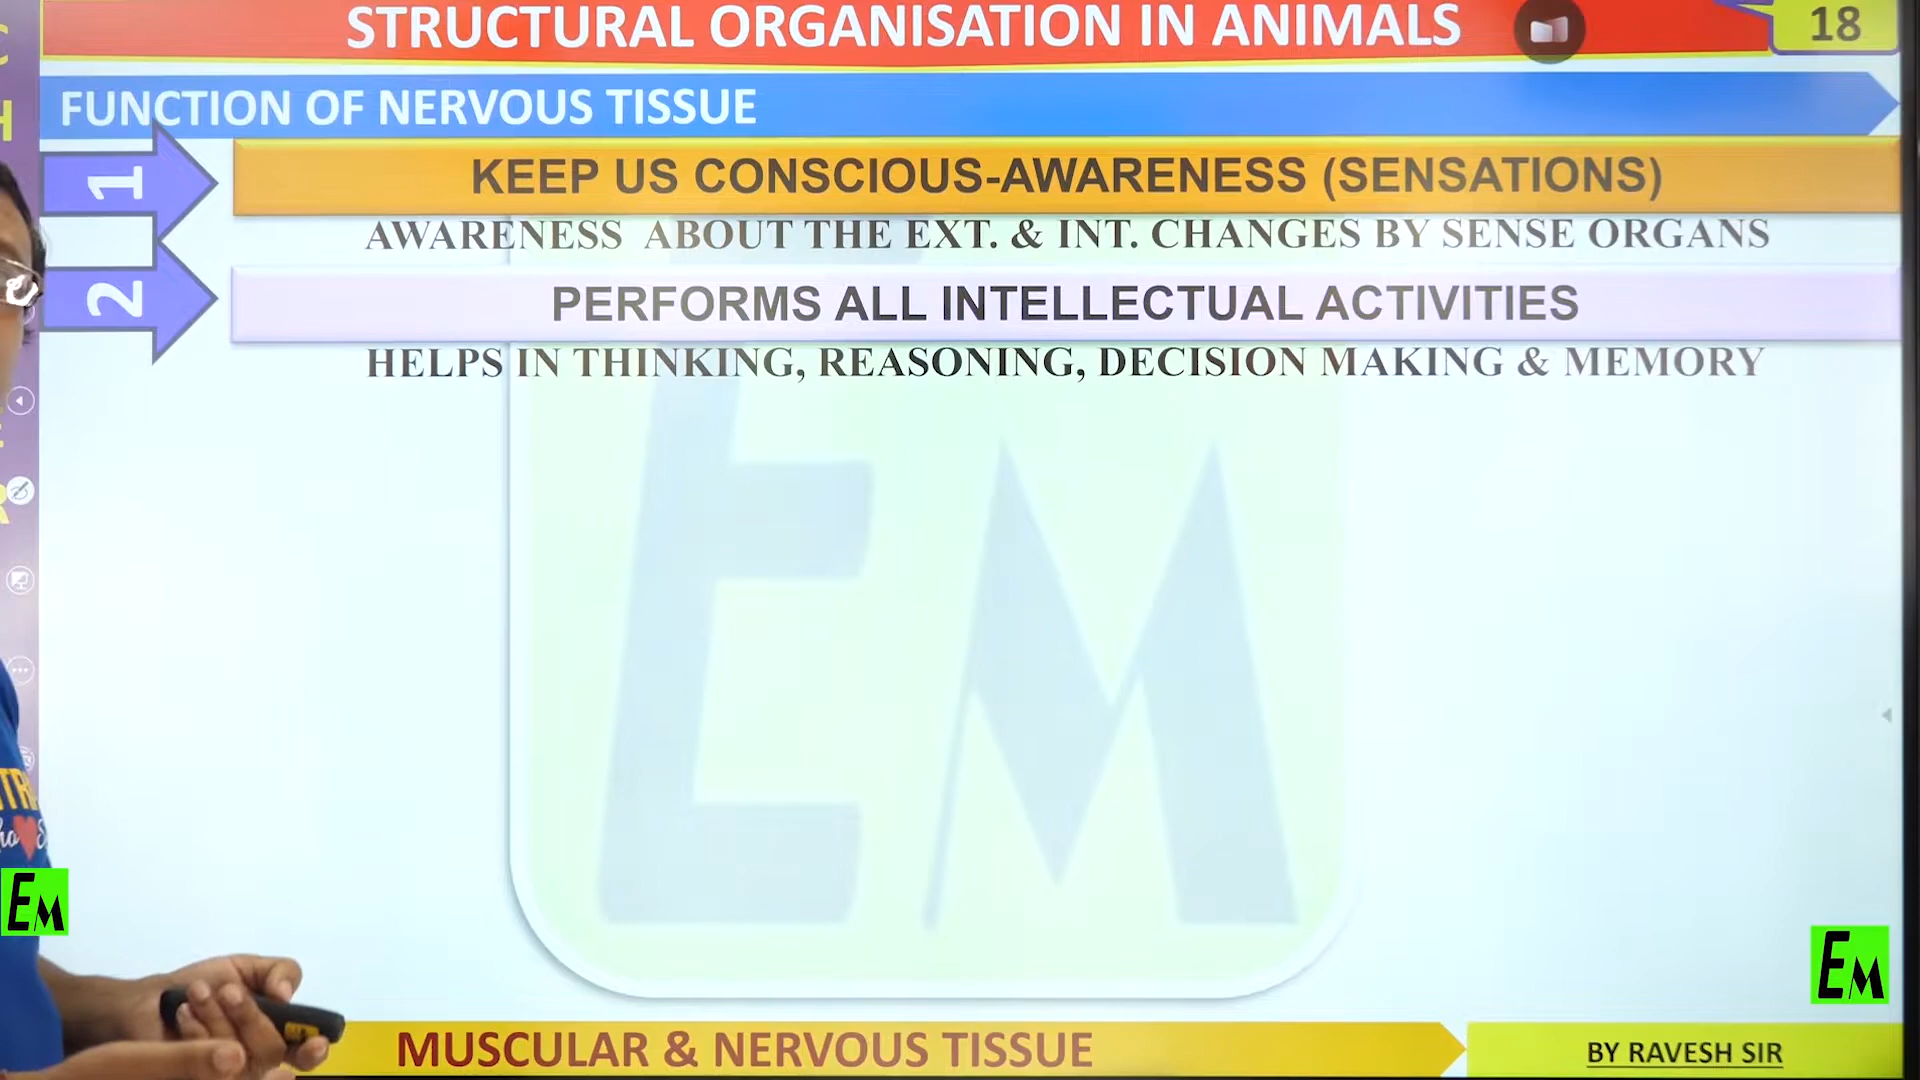 STRUCTURAL ORGANISATION IN ANIMALS
18
FUNCTION OF NERVOUS TISSUE
1
KEEP US CONSCIOUS-AWARENESS (SENSATIONS)
AWARENESS ABOUT THE EXT. & INT. CHANGES BY SENSE ORGANS
2
PERFORMS ALL INTELLECTUAL ACTIVITIES
HELPS IN THINKING, REASONING, DECISION MAKING & MEMORY
EM
EM
EM
MUSCULAR & NERVOUS TISSUE
BY RAVESH SIR